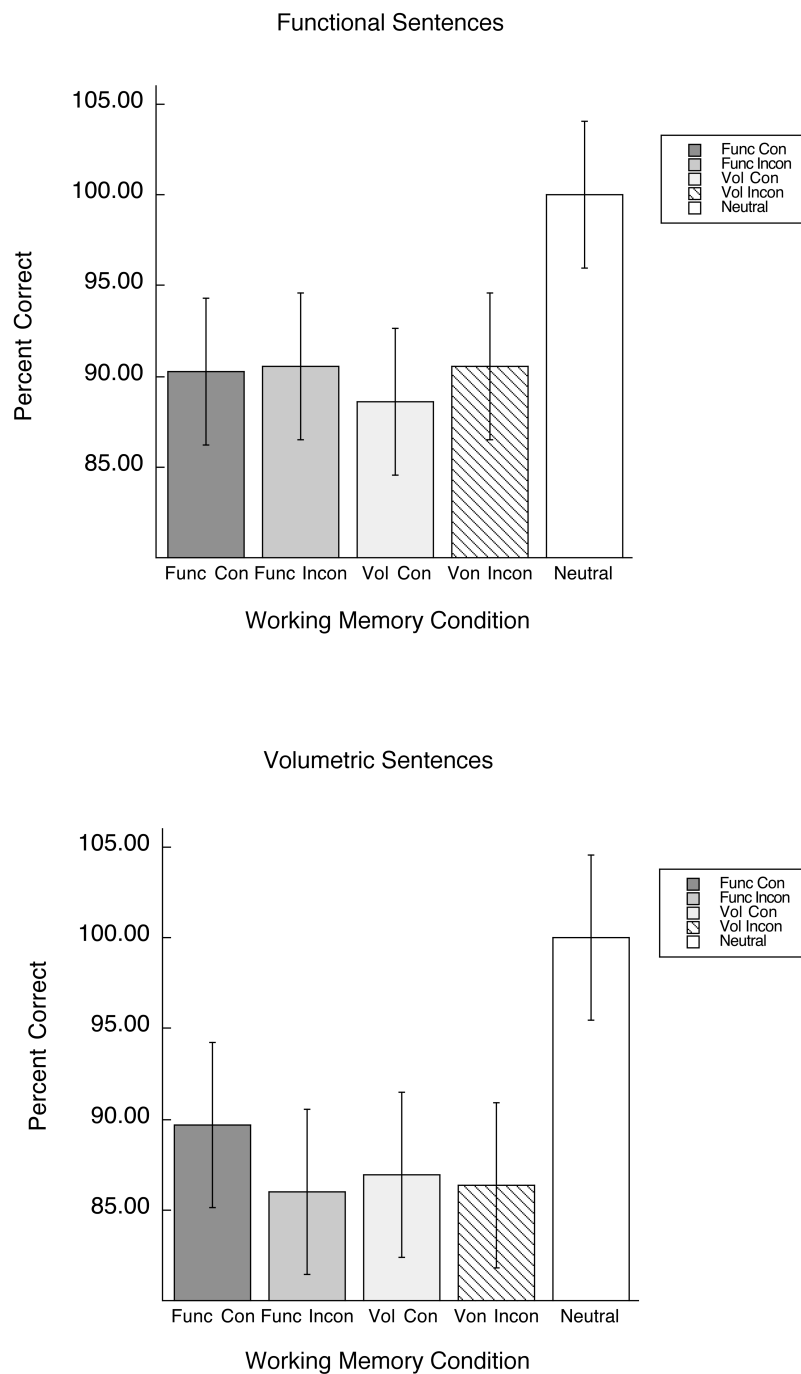 Functional Sentences
105.00
100.00
95.00
90.00
85.00
Percent Correct
Func Con
Func Incon
Vol Con
Vol Incon
Neutral
Func Con Func Incon Vol Con Von Incon Neutral
Working Memory Condition
Volumetric Sentences
105.00
100.00
95.00
90.00
85.00
Percent Correct
Func Con
Func Incon
Vol Con
Vol Incon
Neutral
Func Con Func Incon Vol Con Von Incon Neutral
Working Memory Condition